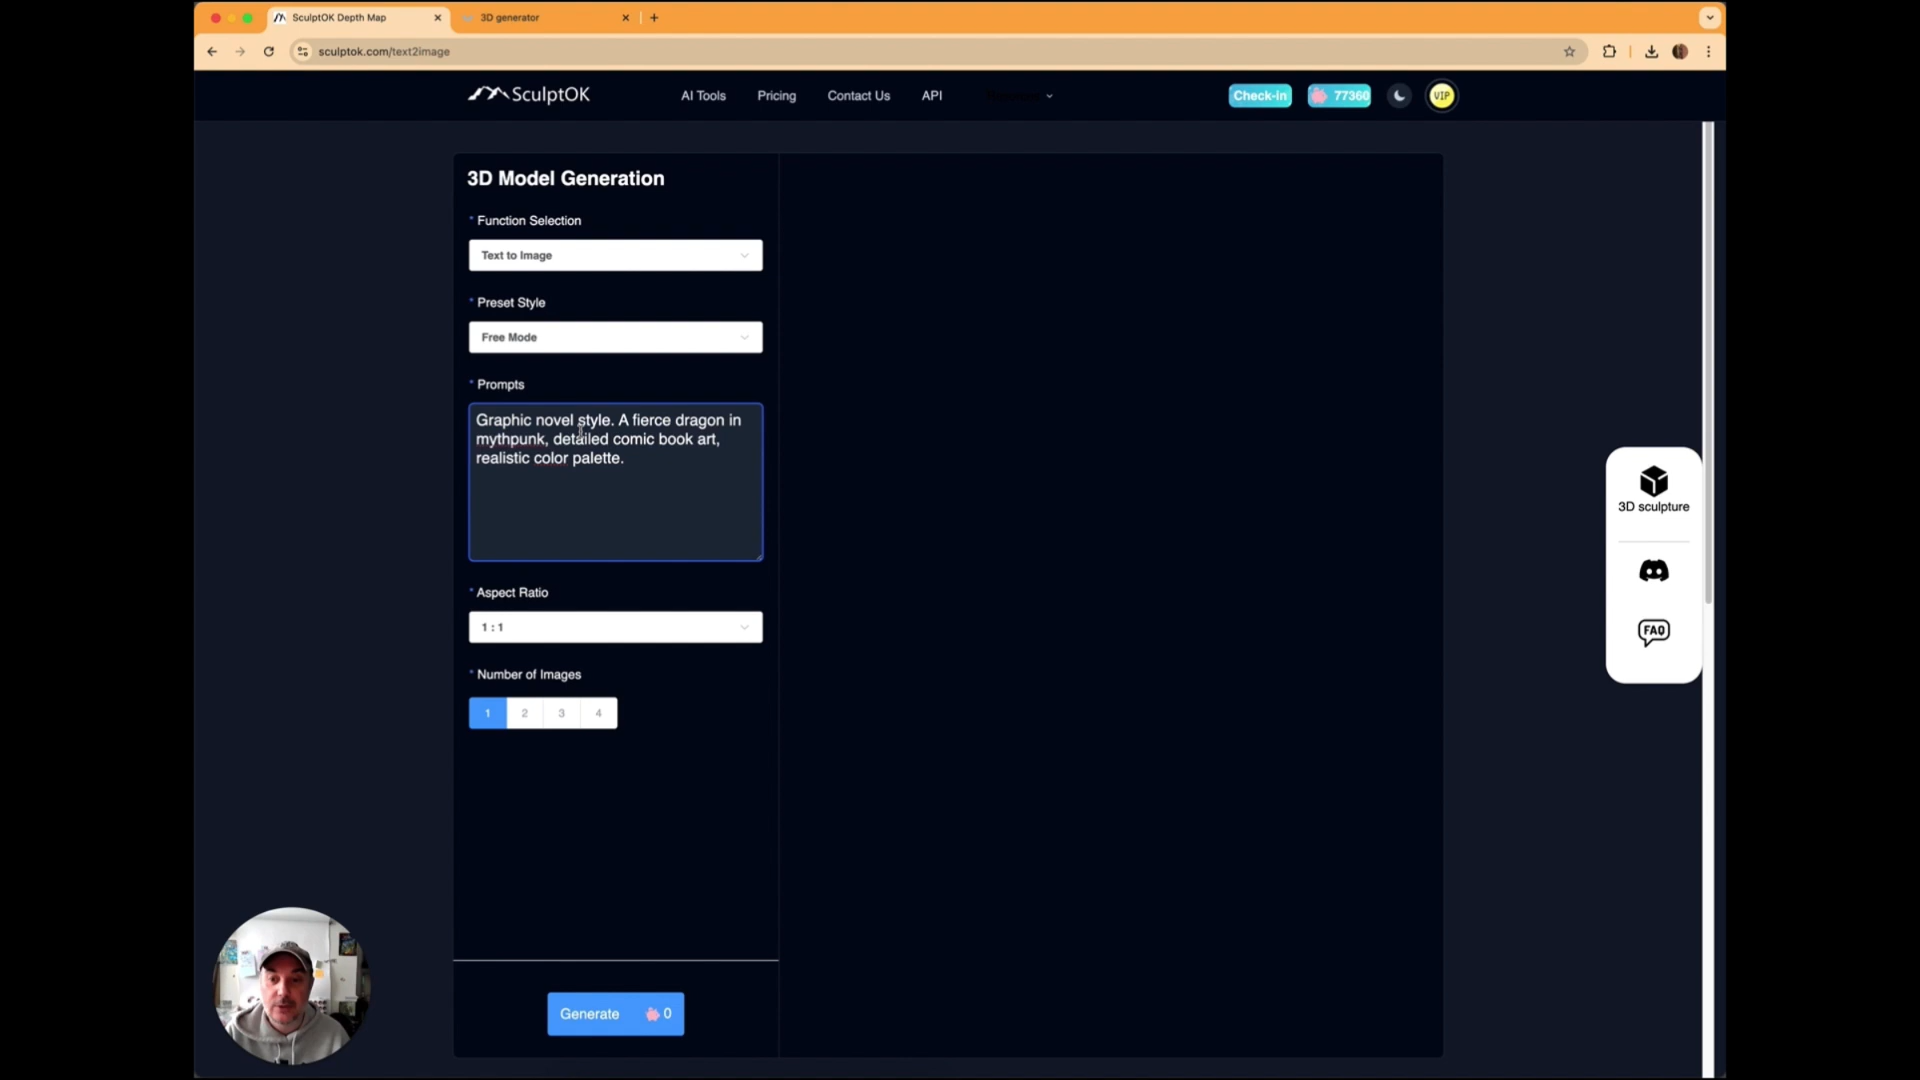 SculptOK Depth Map
3D generator
sculptok.com/text2image
SculptOK
AI Tools
Pricing
Contact Us
API
Check-in
77360
VIP
3D Model Generation
* Function Selection
Text to Image
* Preset Style
Free Mode
* Prompts
Graphic novel style. A fierce dragon in
mythpunk, detailed comic book art,
realistic color palette.
* Aspect Ratio
1 : 1
* Number of Images
1 2 3 4
Generate 0
3D sculpture
FAQ